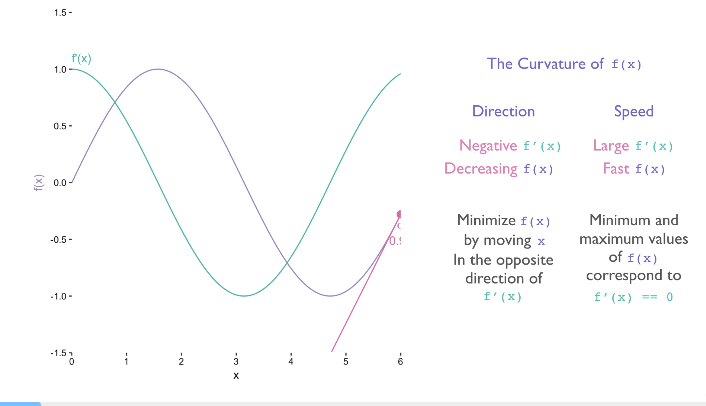 1.5
f'(x)
1.0
0.5
0.0
-0.5
-1.0
-1.5
f(x)
0 1 2 3 4 5 6
x
The Curvature of f(x)
Direction
Speed
Negative f′(x)
Decreasing f(x)
Large f′(x)
Fast f(x)
Minimize f(x)
by moving x
In the opposite
direction of
f′(x)
Minimum and
maximum values
of f(x)
correspond to
f′(x) == 0